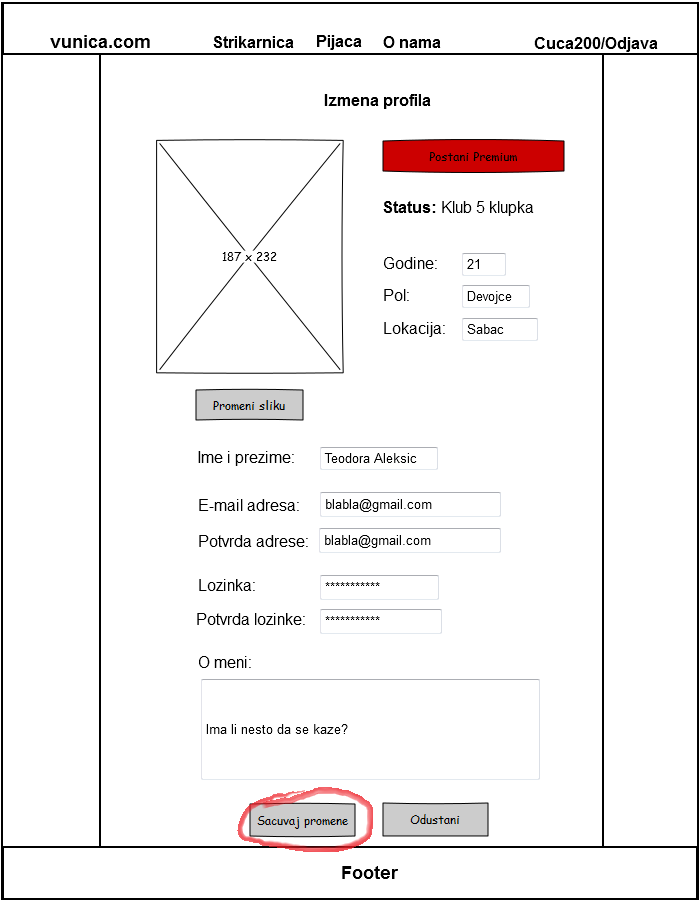 vunica.com Strikarnica Pijaca O nama Cuca200/Odjava
Izmena profila
187 x 232
Postani Premium
Status: Klub 5 klupka
Godine: 21
Pol: Devojce
Lokacija: Sabac
Promeni sliku
Ime i prezime: Teodora Aleksic
E-mail adresa: blabla@gmail.com
Potvrda adrese: blabla@gmail.com
Lozinka: ***********
Potvrda lozinke: ***********
O meni:
Ima li nesto da se kaze?
Sacuvaj promene Odustani
Footer